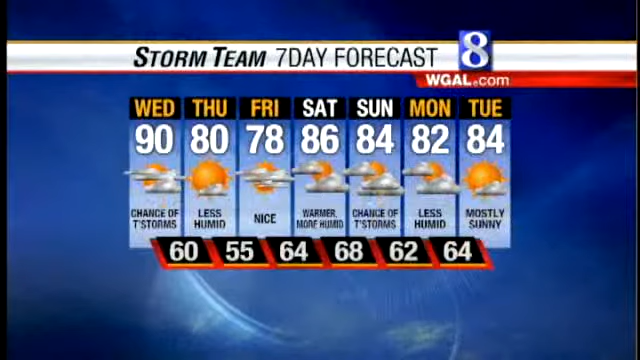 STORM TEAM 7DAY FORECAST 8
WGAL.com
WED THU FRI SAT SUN MON TUE
90 80 78 86 84 82 84
CHANCE OF T'STORMS
LESS HUMID
NICE
WARMER, MORE HUMID
CHANCE OF T'STORMS
LESS HUMID
MOSTLY SUNNY
60 55 64 68 62 64